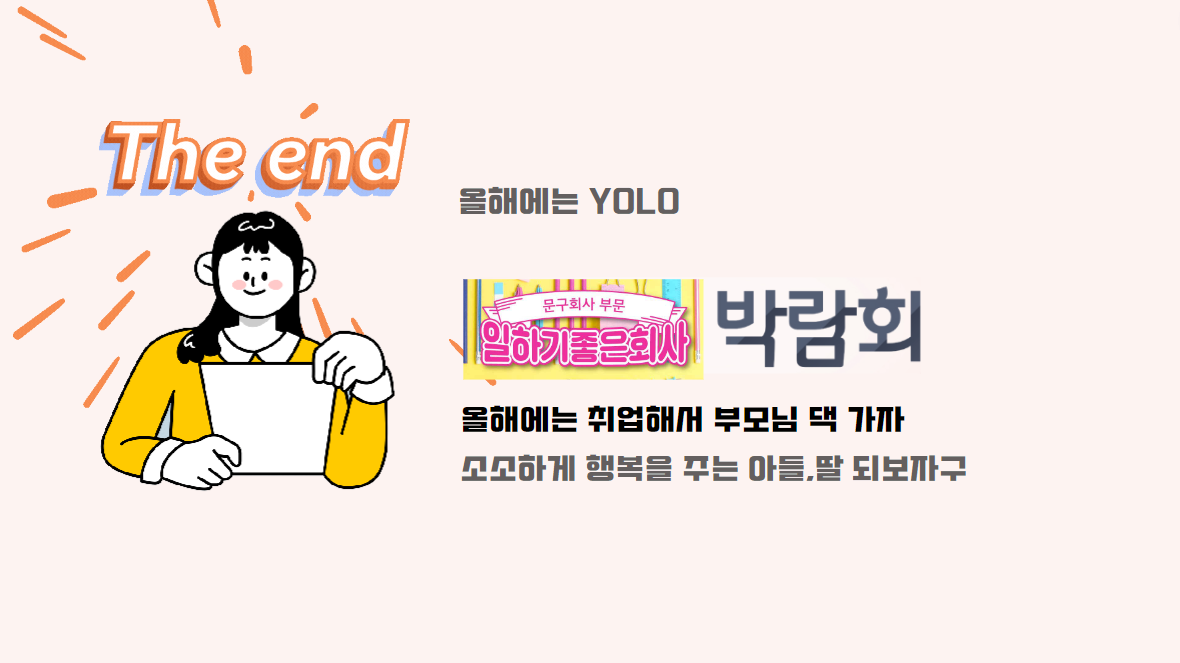 The end
올해에는 YOLO
문구회사 부문
일하기좋은회사
박람회
올해에는 취업해서 부모님 댁 가자
소소하게 행복을 주는 아들,딸 되보자구